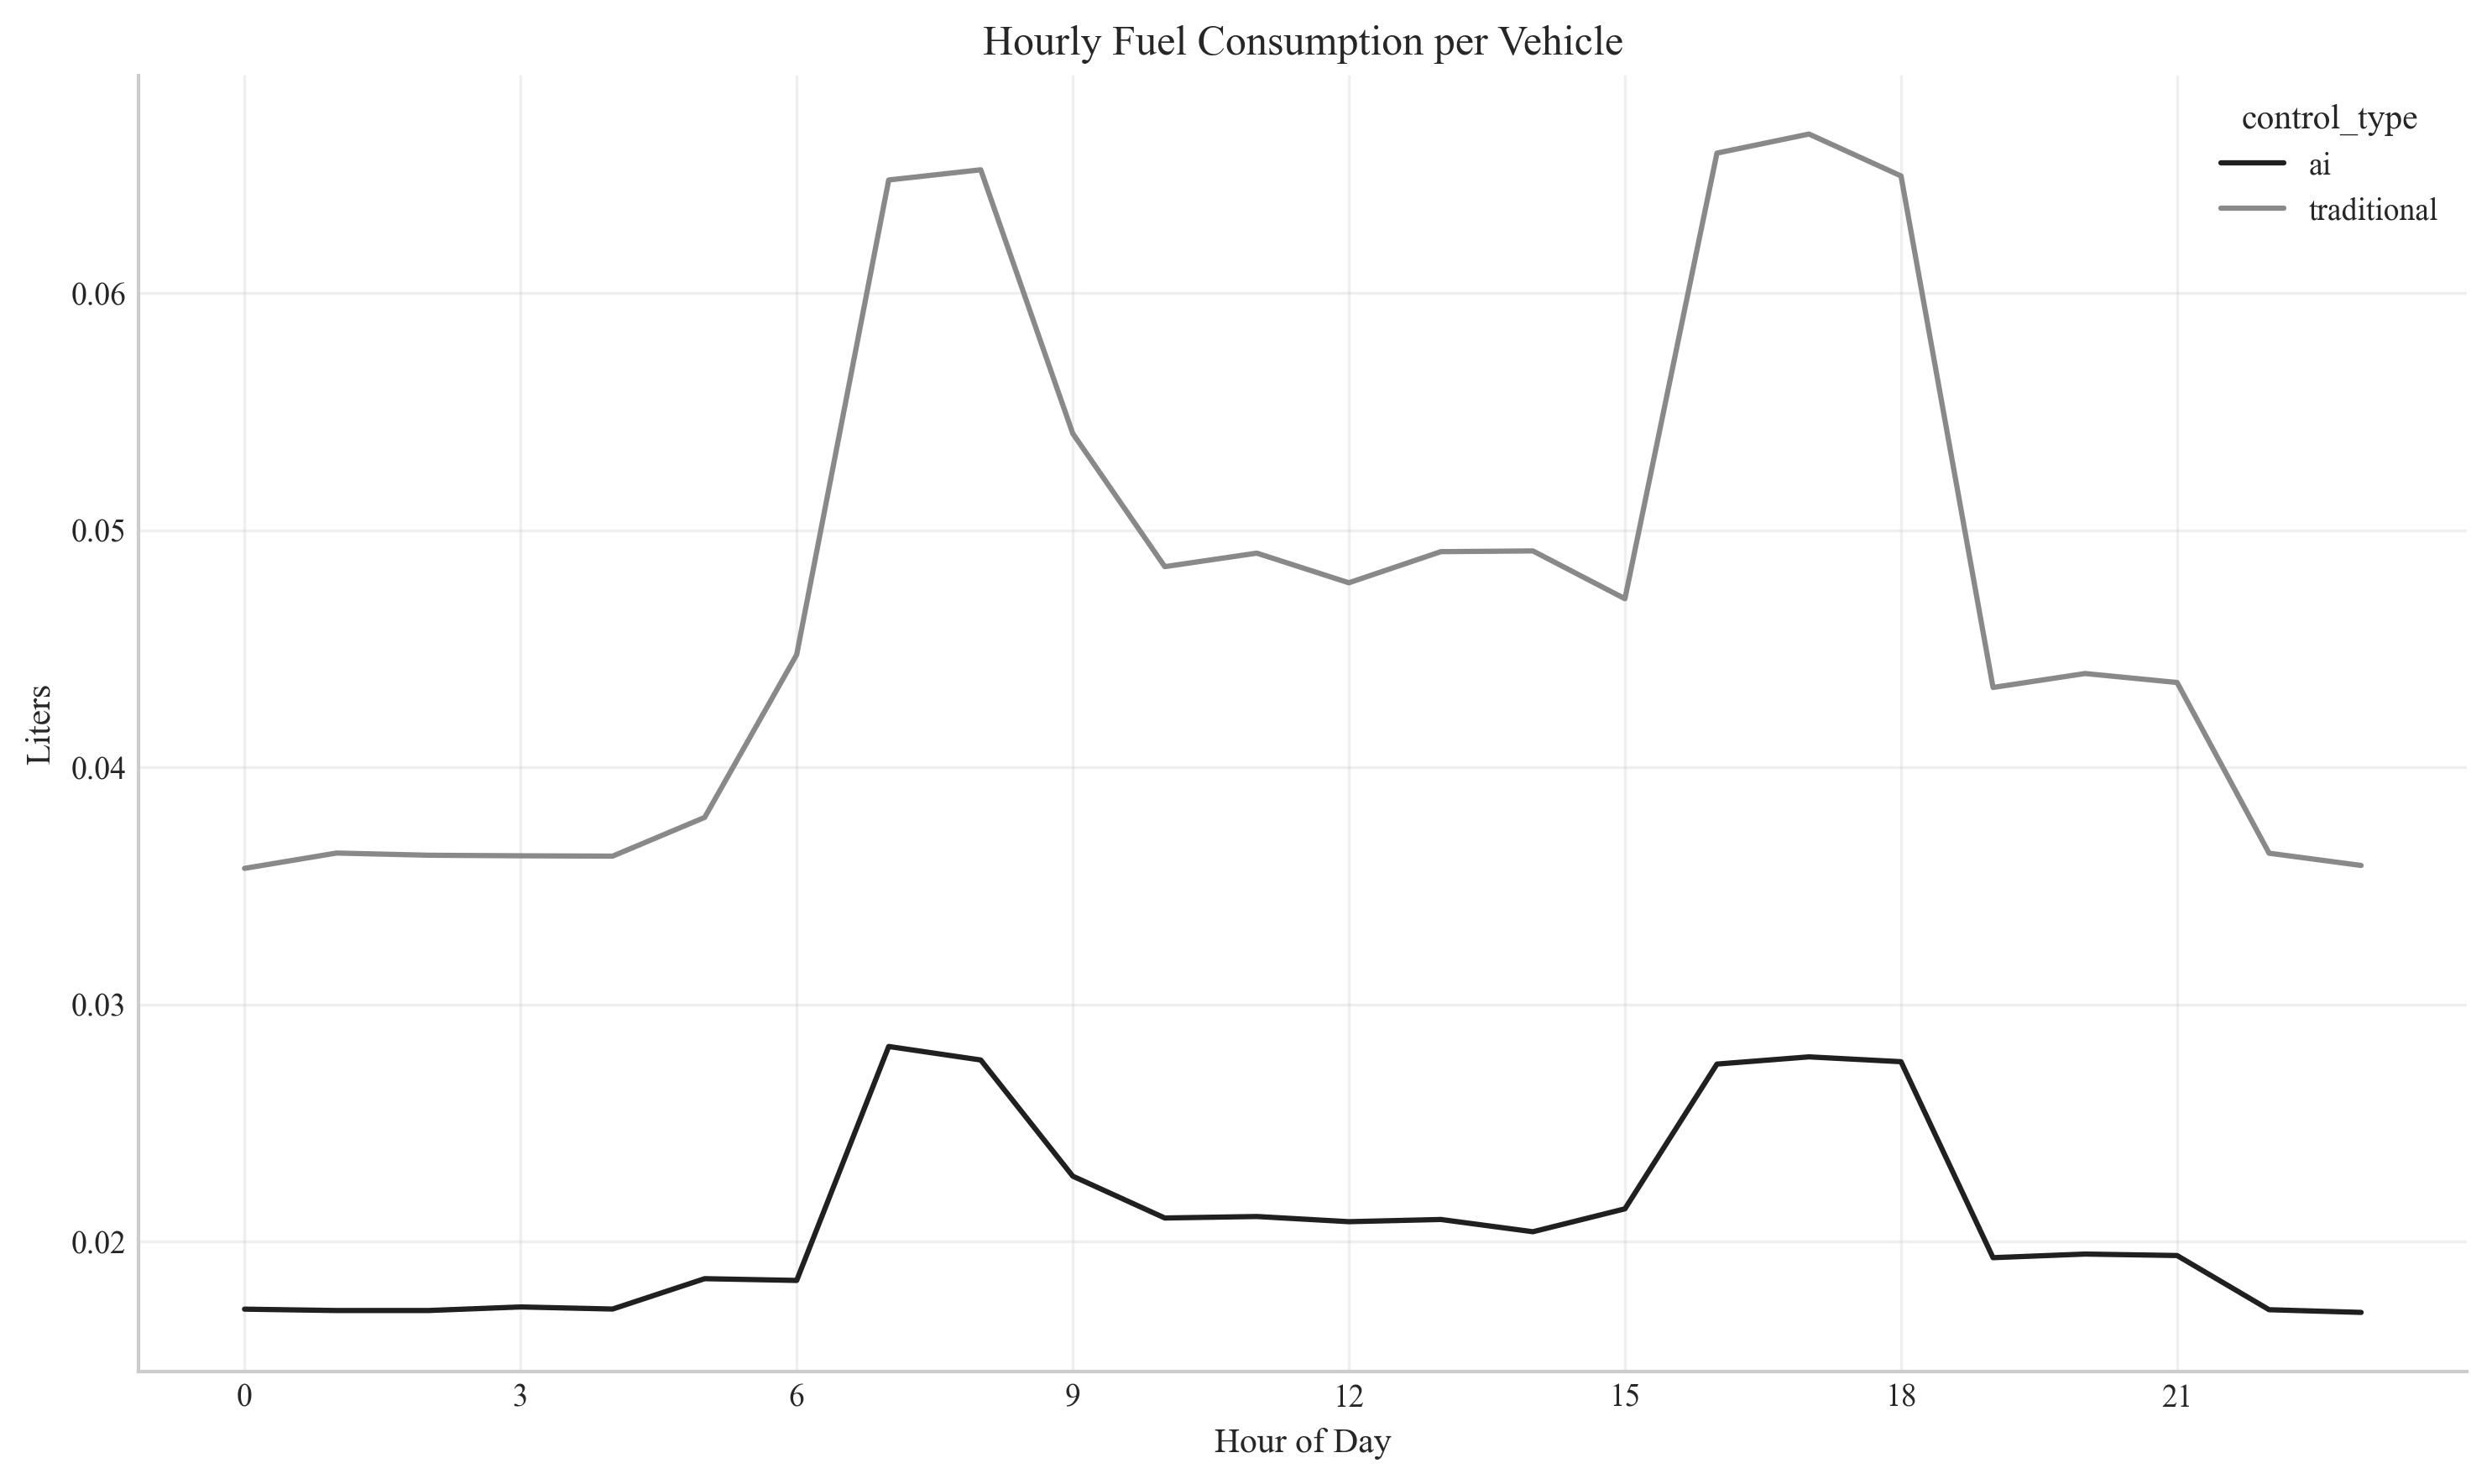 Hourly Fuel Consumption per Vehicle
control_type
ai
traditional
0.06
0.05
0.04
0.03
0.02
Liters
0 3 6 9 12 15 18 21
Hour of Day